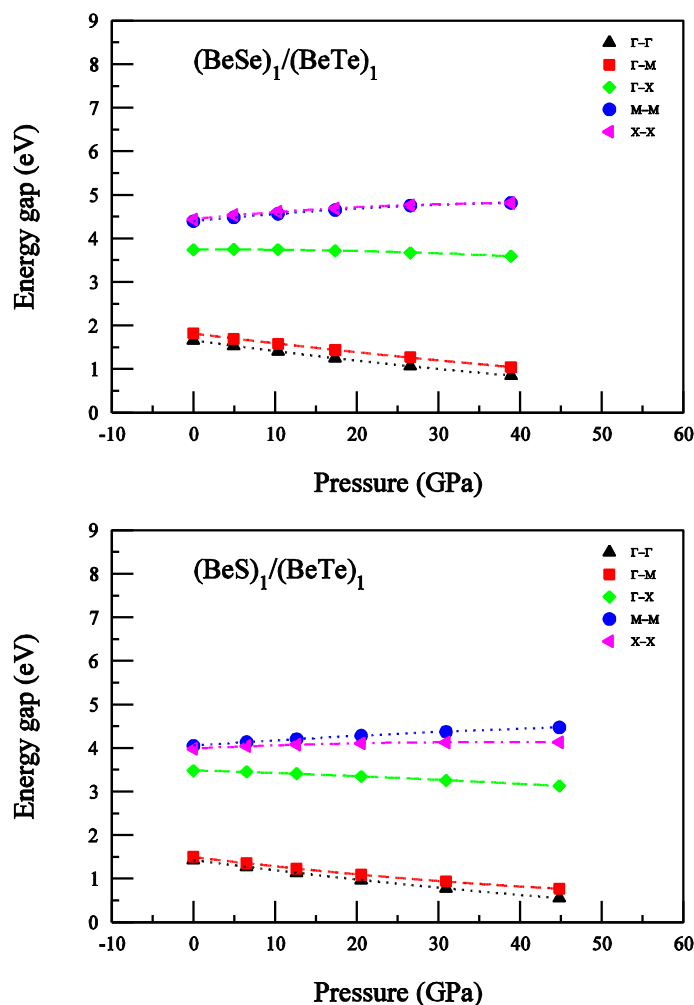 (BeSe)₁/(BeTe)₁
Γ–Γ
Γ–M
Γ–X
M–M
X–X
9
8
7
6
5
4
3
2
1
0
Energy gap (eV)
-10 0 10 20 30 40 50 60
Pressure (GPa)
(BeS)₁/(BeTe)₁
Γ–Γ
Γ–M
Γ–X
M–M
X–X
9
8
7
6
5
4
3
2
1
0
Energy gap (eV)
-10 0 10 20 30 40 50 60
Pressure (GPa)